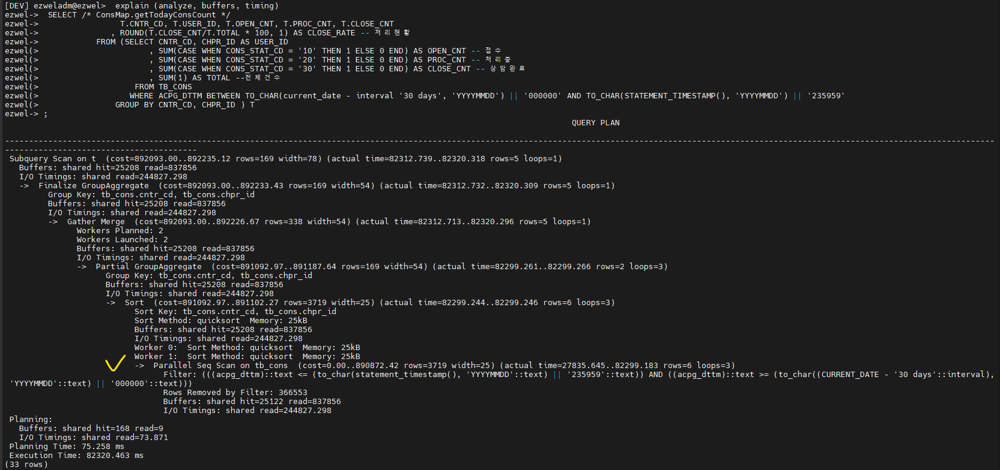 [DEV] ezweladm@ezwel>  explain (analyze, buffers, timing)
ezwel->  SELECT /* ConsMap.getTodayConsCount */
ezwel->                 T.CNTR_CD, T.USER_ID, T.OPEN_CNT, T.PROC_CNT, T.CLOSE_CNT
ezwel->               , ROUND(T.CLOSE_CNT/T.TOTAL * 100, 1) AS CLOSE_RATE -- 처리현황
ezwel->            FROM (SELECT CNTR_CD, CHPR_ID AS USER_ID
ezwel(>                       , SUM(CASE WHEN CONS_STAT_CD = '10' THEN 1 ELSE 0 END) AS OPEN_CNT -- 접수
ezwel(>                       , SUM(CASE WHEN CONS_STAT_CD = '20' THEN 1 ELSE 0 END) AS PROC_CNT -- 처리중
ezwel(>                       , SUM(CASE WHEN CONS_STAT_CD = '30' THEN 1 ELSE 0 END) AS CLOSE_CNT -- 상담완료
ezwel(>                       , SUM(1) AS TOTAL --전체건수
ezwel(>                    FROM TB_CONS
ezwel(>                   WHERE ACPG_DTTM BETWEEN TO_CHAR(current_date - interval '30 days', 'YYYYMMDD') || '000000' AND TO_CHAR(STATEMENT_TIMESTAMP(), 'YYYYMMDD') || '235959'
ezwel(>                GROUP BY CNTR_CD, CHPR_ID ) T
ezwel-> ;
QUERY PLAN
--------------------------------------------------------------------------------------------------------------------------------------------------------------------------------------------------------------
----------------------------------------
Subquery Scan on t  (cost=892093.00..892235.12 rows=169 width=78) (actual time=82312.739..82320.318 rows=5 loops=1)
Buffers: shared hit=25208 read=837856
I/O Timings: shared read=244827.298
->  Finalize GroupAggregate  (cost=892093.00..892233.43 rows=169 width=54) (actual time=82312.732..82320.309 rows=5 loops=1)
Group Key: tb_cons.cntr_cd, tb_cons.chpr_id
Buffers: shared hit=25208 read=837856
I/O Timings: shared read=244827.298
->  Gather Merge  (cost=892093.00..892226.67 rows=338 width=54) (actual time=82312.713..82320.296 rows=5 loops=1)
Workers Planned: 2
Workers Launched: 2
Buffers: shared hit=25208 read=837856
I/O Timings: shared read=244827.298
->  Partial GroupAggregate  (cost=891092.97..891187.64 rows=169 width=54) (actual time=82299.261..82299.266 rows=2 loops=3)
Group Key: tb_cons.cntr_cd, tb_cons.chpr_id
Buffers: shared hit=25208 read=837856
I/O Timings: shared read=244827.298
->  Sort  (cost=891092.97..891102.27 rows=3719 width=25) (actual time=82299.244..82299.246 rows=6 loops=3)
Sort Key: tb_cons.cntr_cd, tb_cons.chpr_id
Sort Method: quicksort  Memory: 25kB
Buffers: shared hit=25208 read=837856
I/O Timings: shared read=244827.298
Worker 0:  Sort Method: quicksort  Memory: 25kB
Worker 1:  Sort Method: quicksort  Memory: 25kB
->  Parallel Seq Scan on tb_cons  (cost=0.00..890872.42 rows=3719 width=25) (actual time=27835.645..82299.183 rows=6 loops=3)
Filter: (((acpg_dttm)::text <= (to_char(statement_timestamp(), 'YYYYMMDD'::text) || '235959'::text)) AND ((acpg_dttm)::text >= (to_char((CURRENT_DATE - '30 days'::interval),
'YYYYMMDD'::text) || '000000'::text)))
Rows Removed by Filter: 366553
Buffers: shared hit=25122 read=837856
I/O Timings: shared read=244827.298
Planning:
Buffers: shared hit=168 read=9
I/O Timings: shared read=73.871
Planning Time: 75.258 ms
Execution Time: 82320.463 ms
(33 rows)